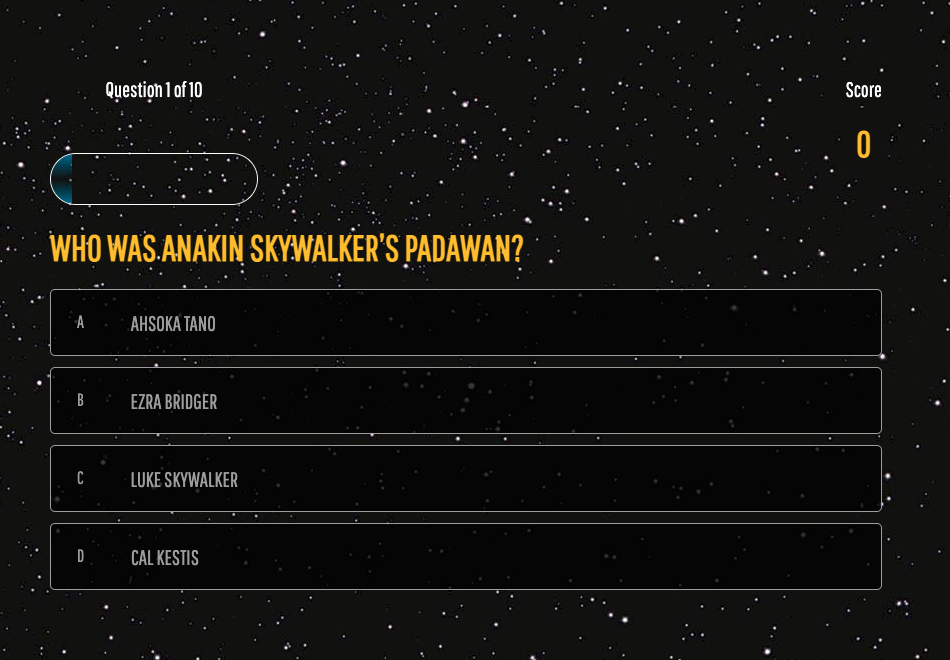 Question 1 of 10
Score
0
WHO WAS ANAKIN SKYWALKER’S PADAWAN?
A AHSOKA TANO
B EZRA BRIDGER
C LUKE SKYWALKER
D CAL KESTIS